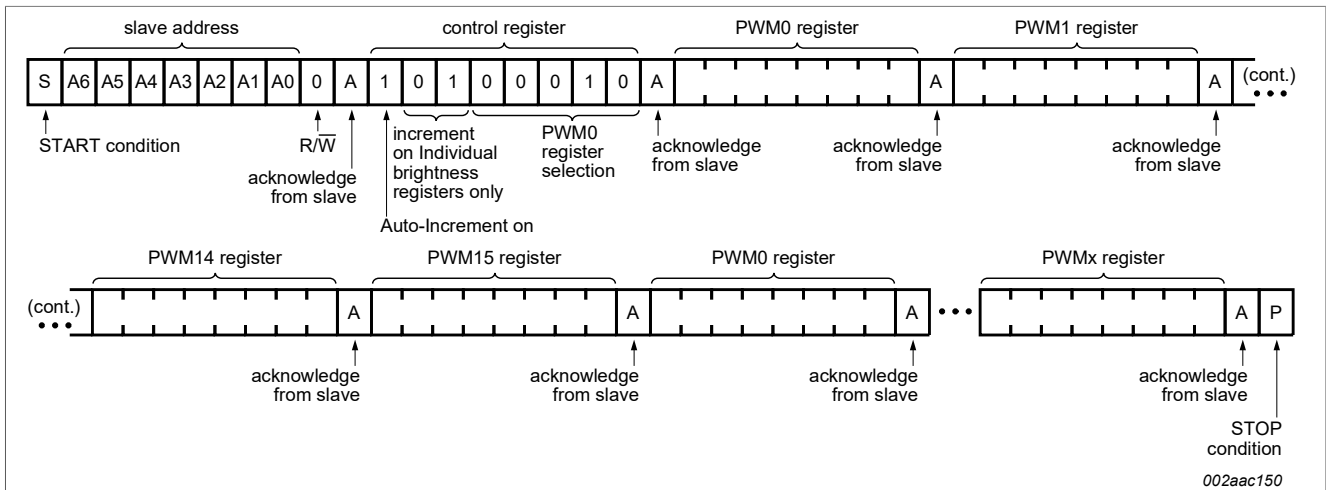 slave address control register PWM0 register PWM1 register
S A6 A5 A4 A3 A2 A1 A0 0 A 1 0 1 0 0 0 1 0 A A A (cont.)
START condition R/W̅ increment PWM0 acknowledge acknowledge acknowledge
on Individual register from slave from slave from slave
acknowledge brightness selection
from slave registers only
Auto-Increment on
PWM14 register PWM15 register PWM0 register PWMx register
(cont.) A A A A P
acknowledge acknowledge acknowledge acknowledge
from slave from slave from slave from slave
STOP
condition
002aac150